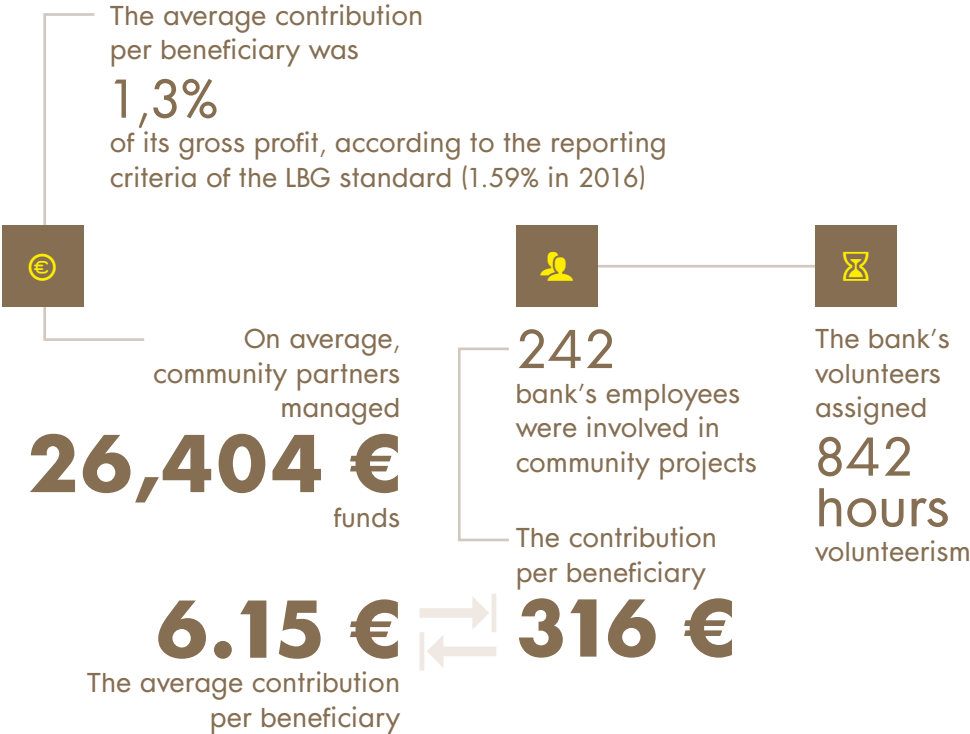 The average contribution
per beneficiary was
1,3%
of its gross profit, according to the reporting
criteria of the LBG standard (1.59% in 2016)
€
On average,
community partners
managed
26,404 €
funds
6.15 €
The average contribution
per beneficiary
242
bank's employees
were involved in
community projects
The contribution
per beneficiary
316 €
The bank's
volunteers
assigned
842
hours
volunteerism